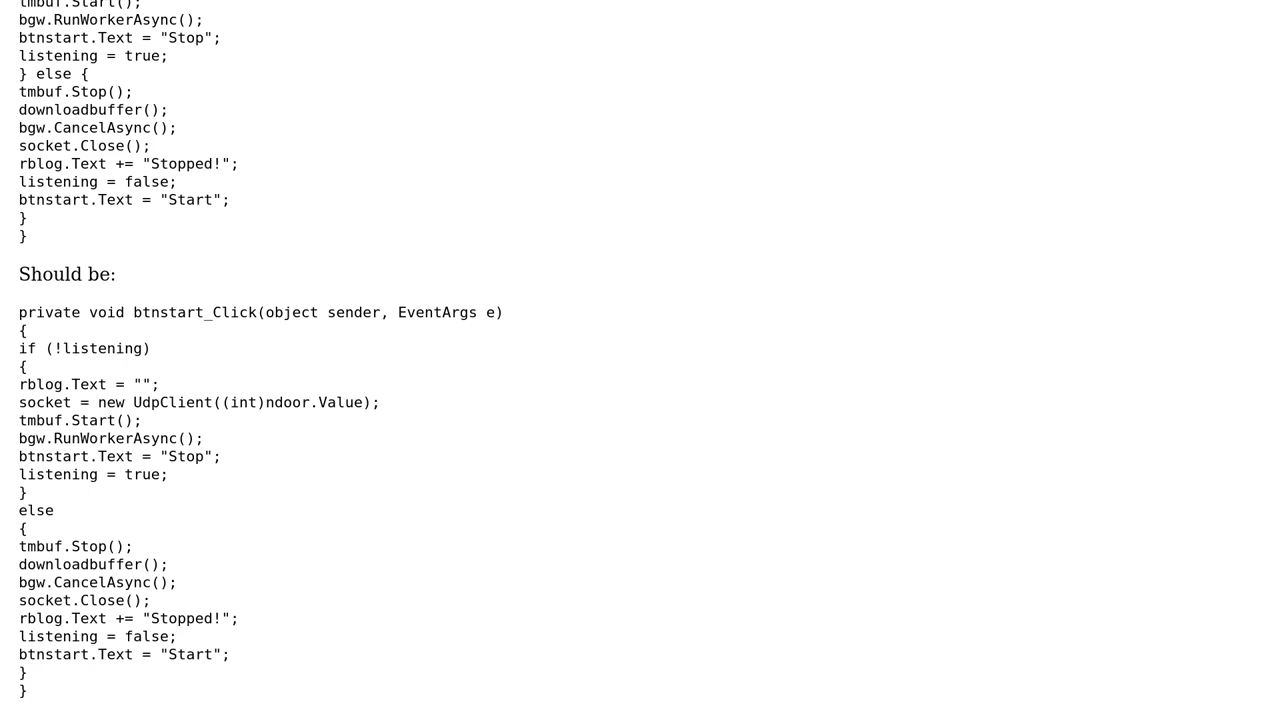 tmbuf.Start();
bgw.RunWorkerAsync();
btnstart.Text = "Stop";
listening = true;
} else {
tmbuf.Stop();
downloadbuffer();
bgw.CancelAsync();
socket.Close();
rblog.Text += "Stopped!";
listening = false;
btnstart.Text = "Start";
}
}
Should be:
private void btnstart_Click(object sender, EventArgs e)
{
if (!listening)
{
rblog.Text = "";
socket = new UdpClient((int)ndoor.Value);
tmbuf.Start();
bgw.RunWorkerAsync();
btnstart.Text = "Stop";
listening = true;
}
else
{
tmbuf.Stop();
downloadbuffer();
bgw.CancelAsync();
socket.Close();
rblog.Text += "Stopped!";
listening = false;
btnstart.Text = "Start";
}
}